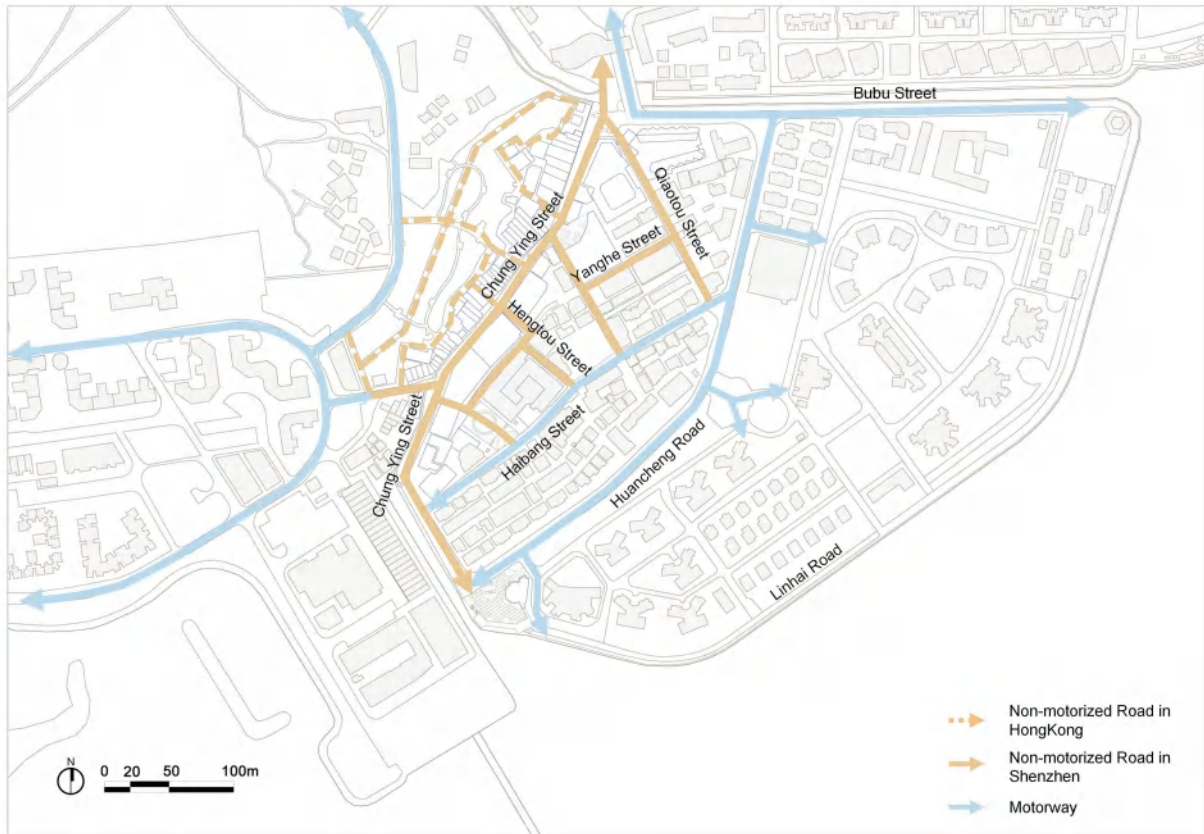 Bubu Street
Qiaotou Street
Chung Ying Street
Yanghe Street
Hengtou Street
Haibang Street
Chung Ying Street
Huancheng Road
Linhai Road
Non-motorized Road in
HongKong
Non-motorized Road in
Shenzhen
Motorway
N
0 20 50 100m